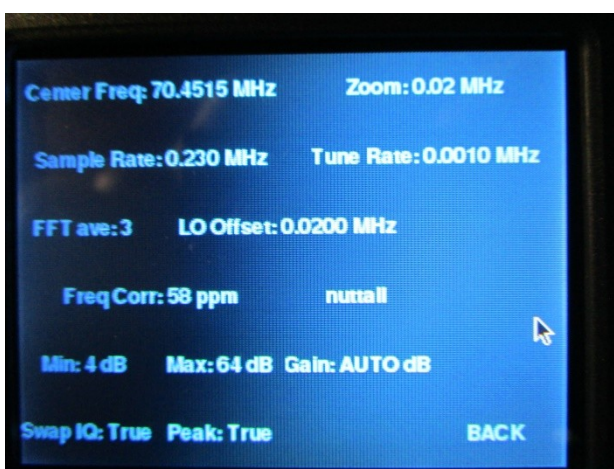 Center Freq: 70.4515 MHz Zoom: 0.02 MHz
Sample Rate: 0.230 MHz Tune Rate: 0.0010 MHz
FFT ave: 3 LO Offset: 0.0200 MHz
Freq Corr: 58 ppm nuttall
Min: 4 dB Max: 64 dB Gain: AUTO dB
Swap IQ: True Peak: True BACK